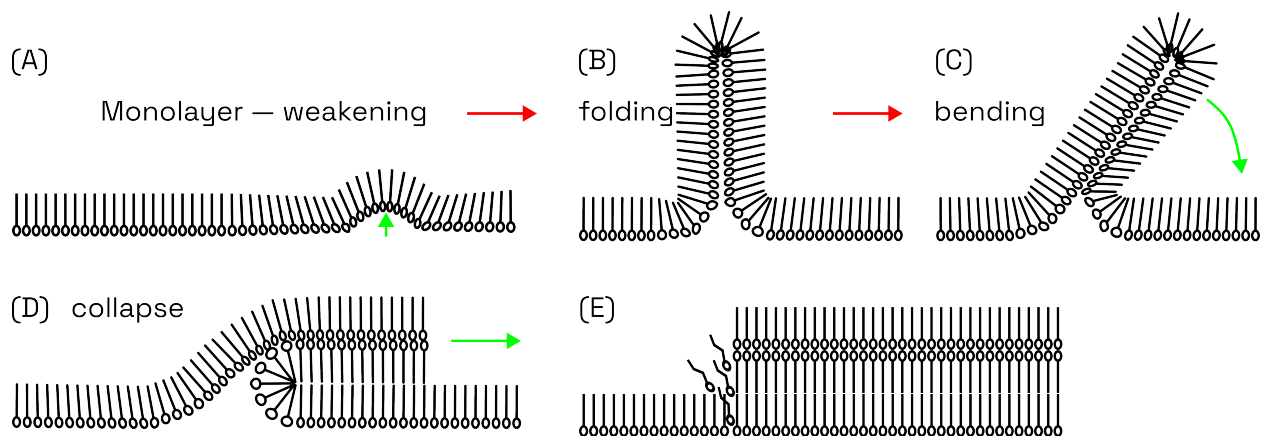 (A)
Monolayer — weakening
(B)
folding
(C)
bending
(D) collapse
(E)